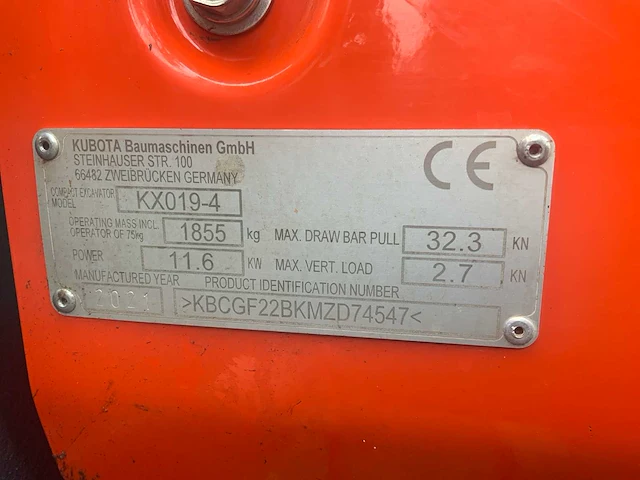 KUBOTA Baumaschinen GmbH
STEINHAUSER STR. 100
66482 ZWEIBRÜCKEN GERMANY
CE
COMPACT EXCAVATOR MODEL KX019-4
OPERATING MASS INCL. OPERATOR OF 75kg 1855 kg MAX. DRAW BAR PULL 32.3 KN
POWER 11.6 KW MAX. VERT. LOAD 2.7 KN
MANUFACTURED YEAR PRODUCT IDENTIFICATION NUMBER
2021 >KBCGF22BKMZD74547<